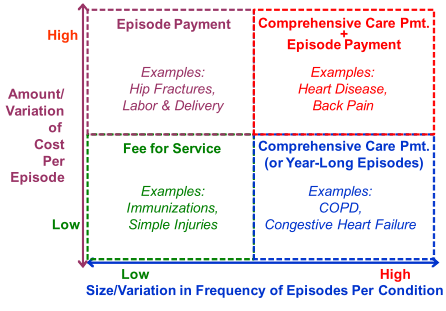 High
Amount/
Variation
of
Cost
Per
Episode
Low
Episode Payment
Examples:
Hip Fractures,
Labor & Delivery
Comprehensive Care Pmt.
+
Episode Payment
Examples:
Heart Disease,
Back Pain
Fee for Service
Examples:
Immunizations,
Simple Injuries
Comprehensive Care Pmt.
(or Year-Long Episodes)
Examples:
COPD,
Congestive Heart Failure
Low
High
Size/Variation in Frequency of Episodes Per Condition